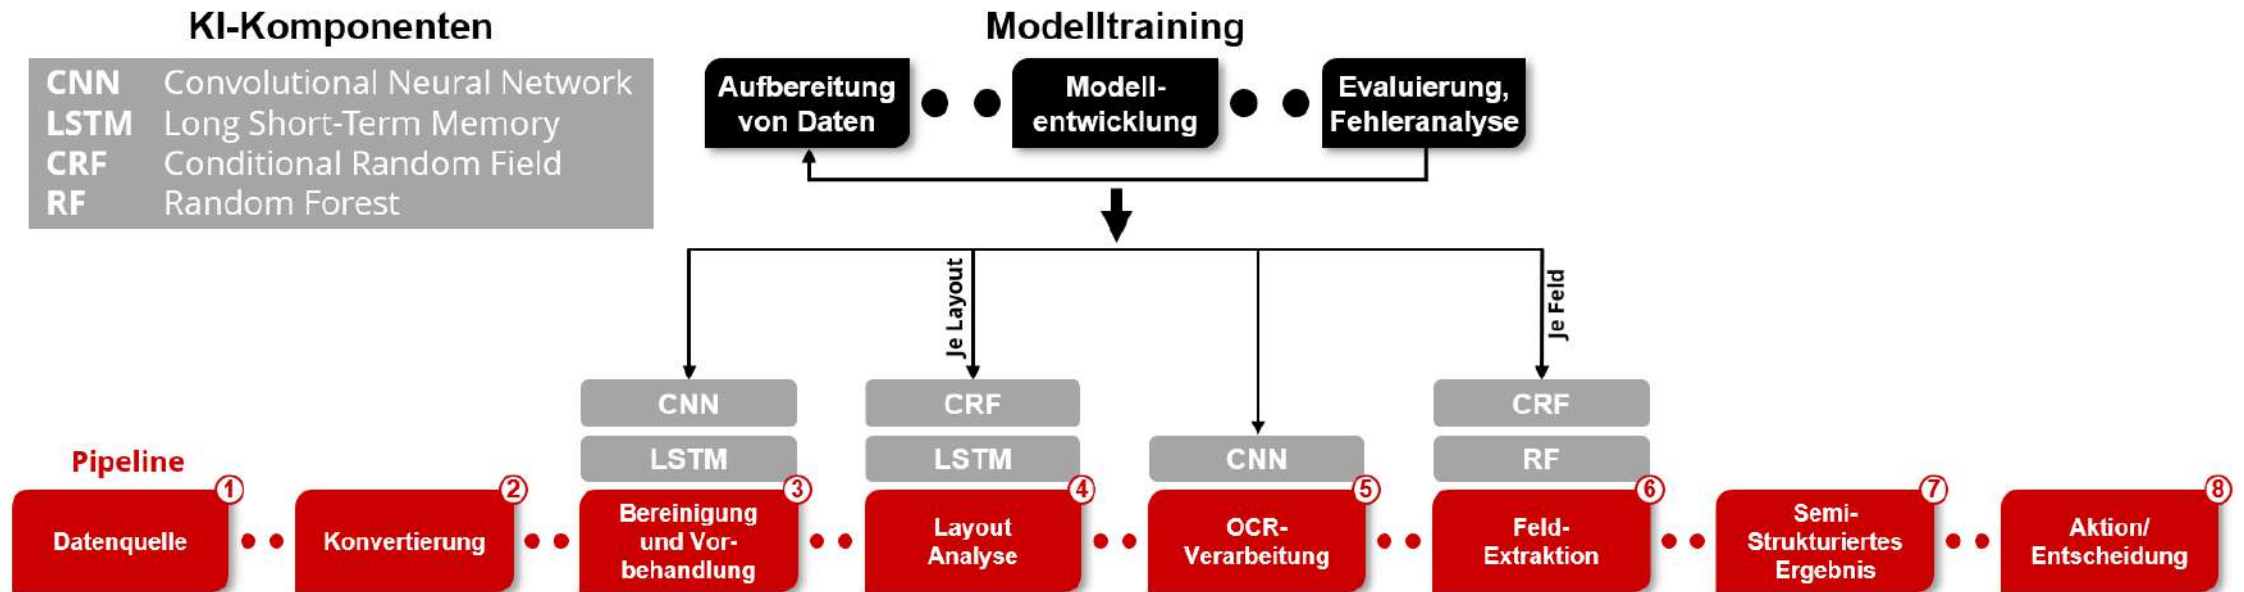 KI-Komponenten
CNN Convolutional Neural Network
LSTM Long Short-Term Memory
CRF Conditional Random Field
RF Random Forest
Modelltraining
Aufbereitung
von Daten
Modell-
entwicklung
Evaluierung,
Fehleranalyse
Je Layout
Je Feld
CNN
LSTM
CRF
LSTM
CNN
CRF
RF
Pipeline
1
Datenquelle
2
Konvertierung
3
Bereinigung
und Vor-
behandlung
4
Layout
Analyse
5
OCR-
Verarbeitung
6
Feld-
Extraktion
7
Semi-
Strukturiertes
Ergebnis
8
Aktion/
Entscheidung